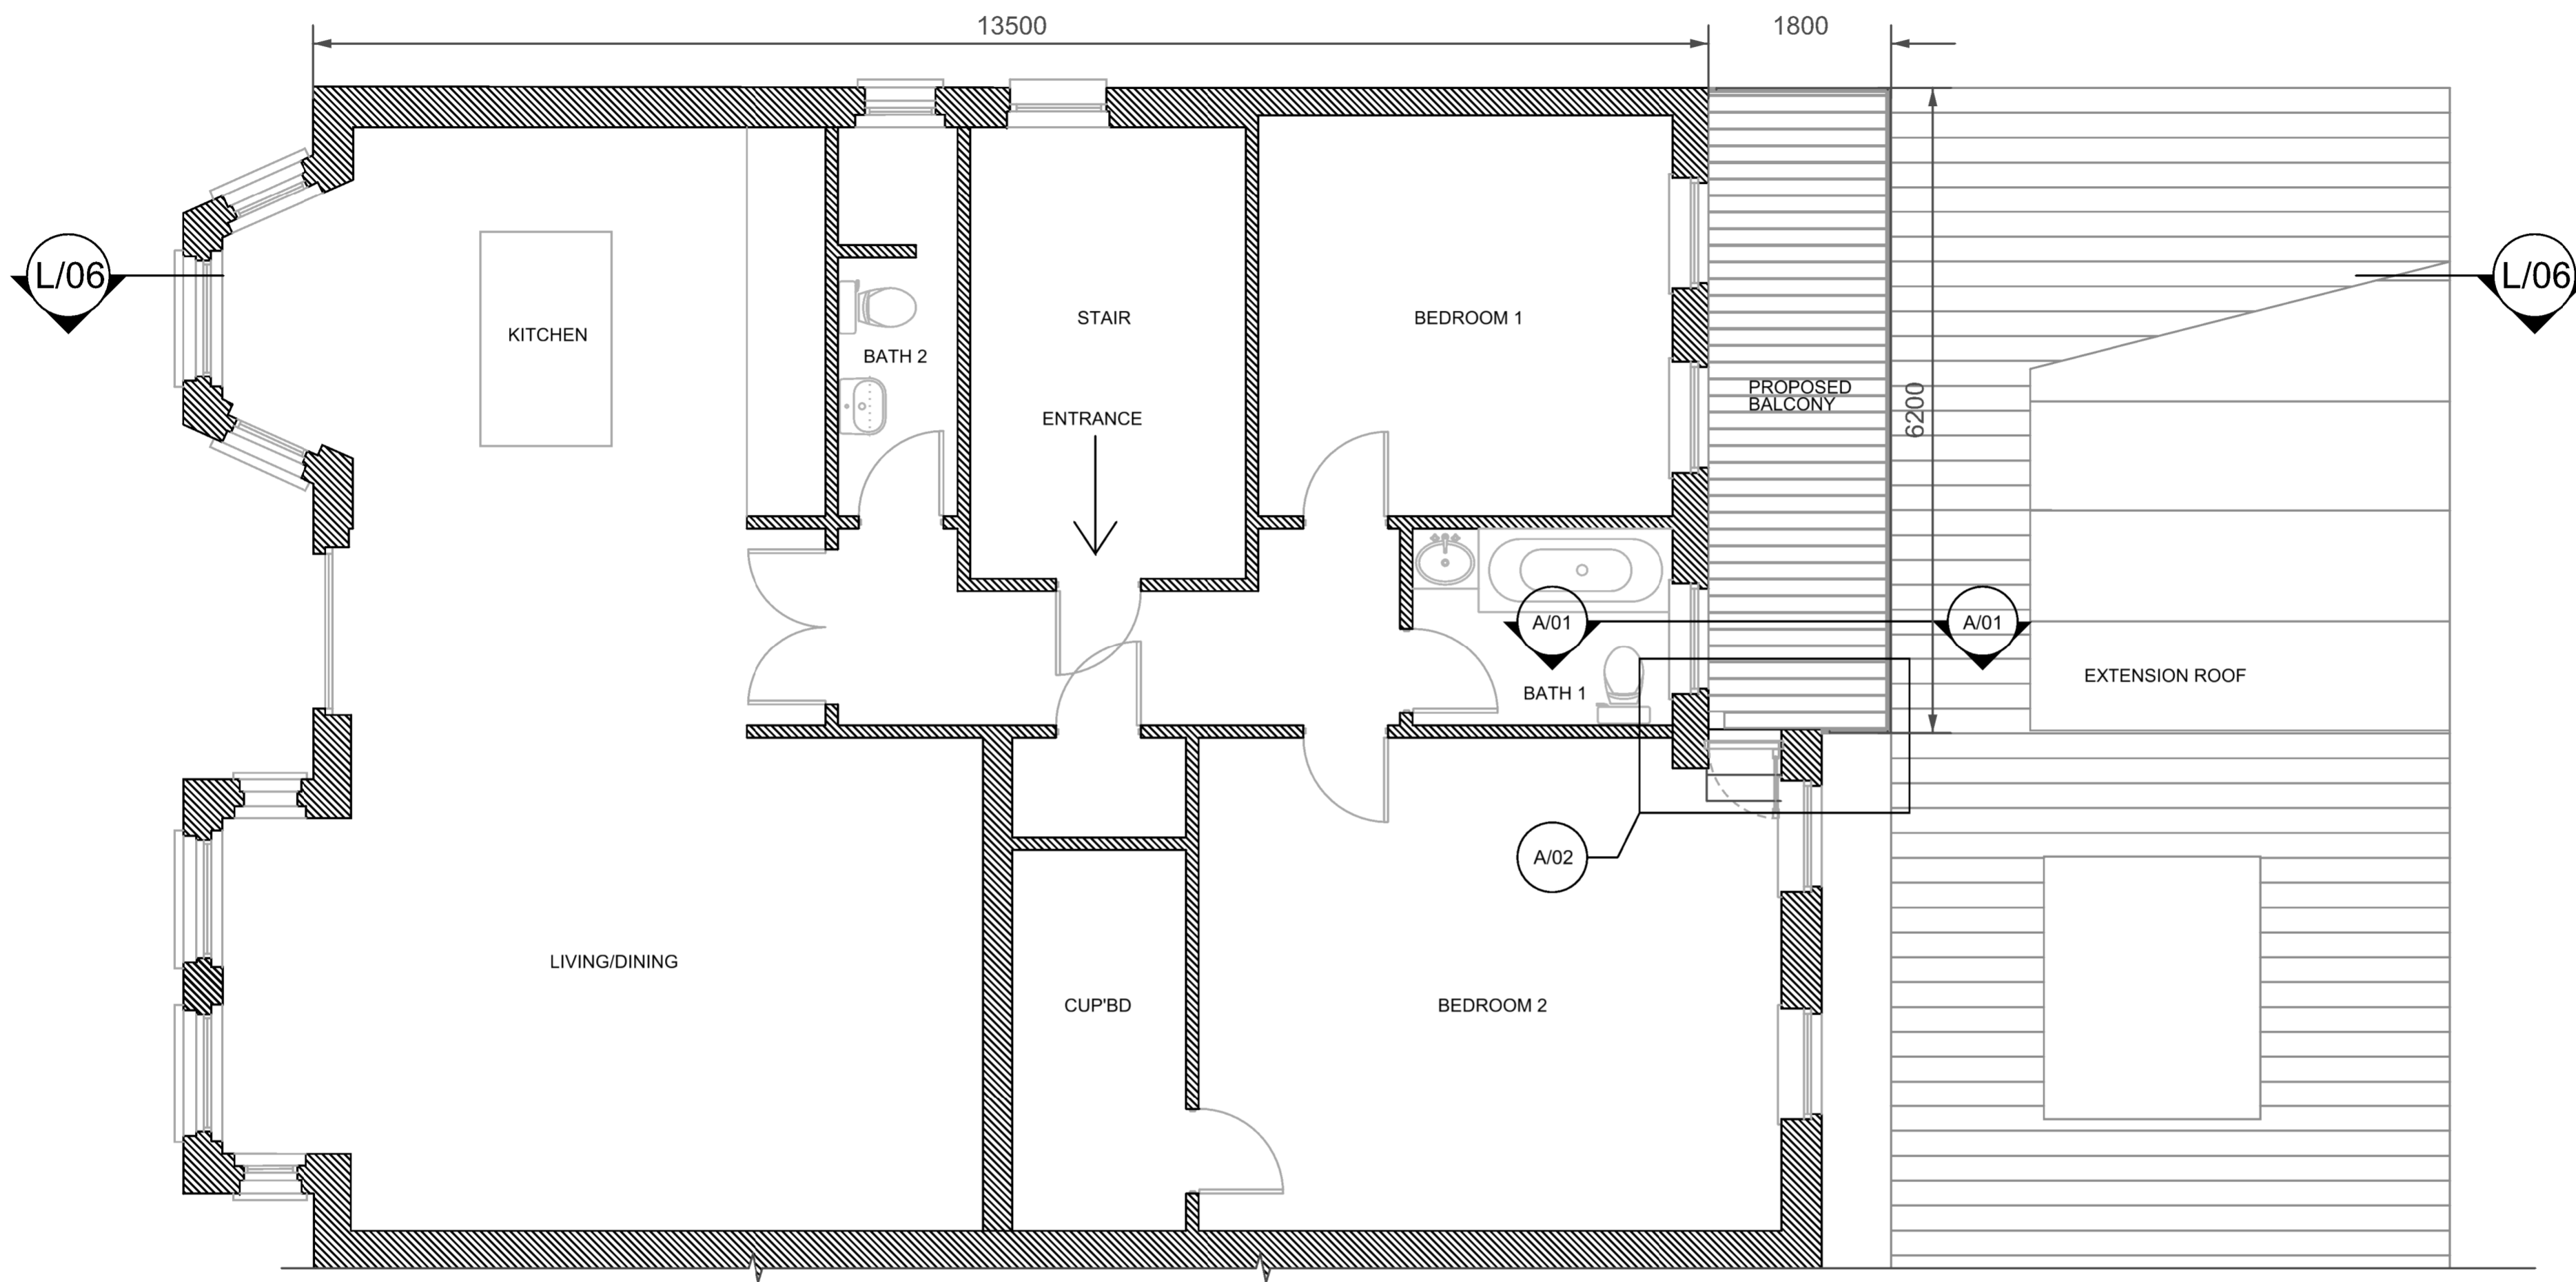 13500
1800
L/06
L/06
KITCHEN
BATH 2
STAIR
ENTRANCE
BEDROOM 1
PROPOSED
BALCONY
6200
A/01
A/01
BATH 1
EXTENSION ROOF
A/02
LIVING/DINING
CUP'BD
BEDROOM 2